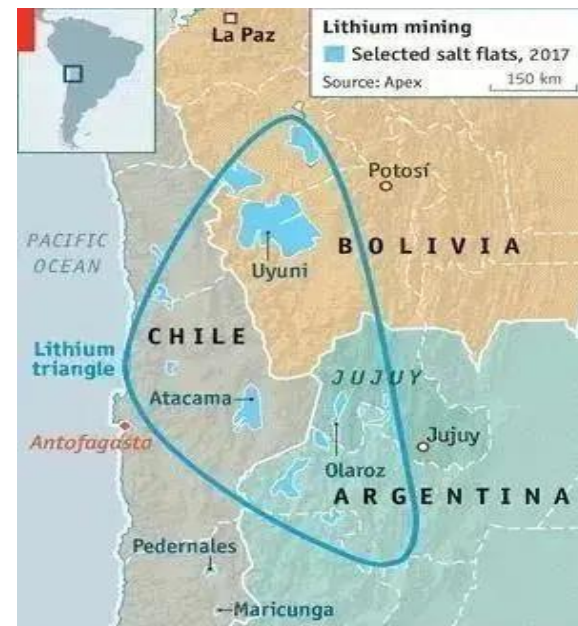 La Paz
Lithium mining
Selected salt flats, 2017
Source: Apex
150 km
Potosí
PACIFIC
OCEAN
BOLIVIA
Uyuni
CHILE
Lithium
triangle
JUJUY
Atacama
Antofagasta
Jujuy
Olaroz
ARGENTINA
Pedernales
Maricunga